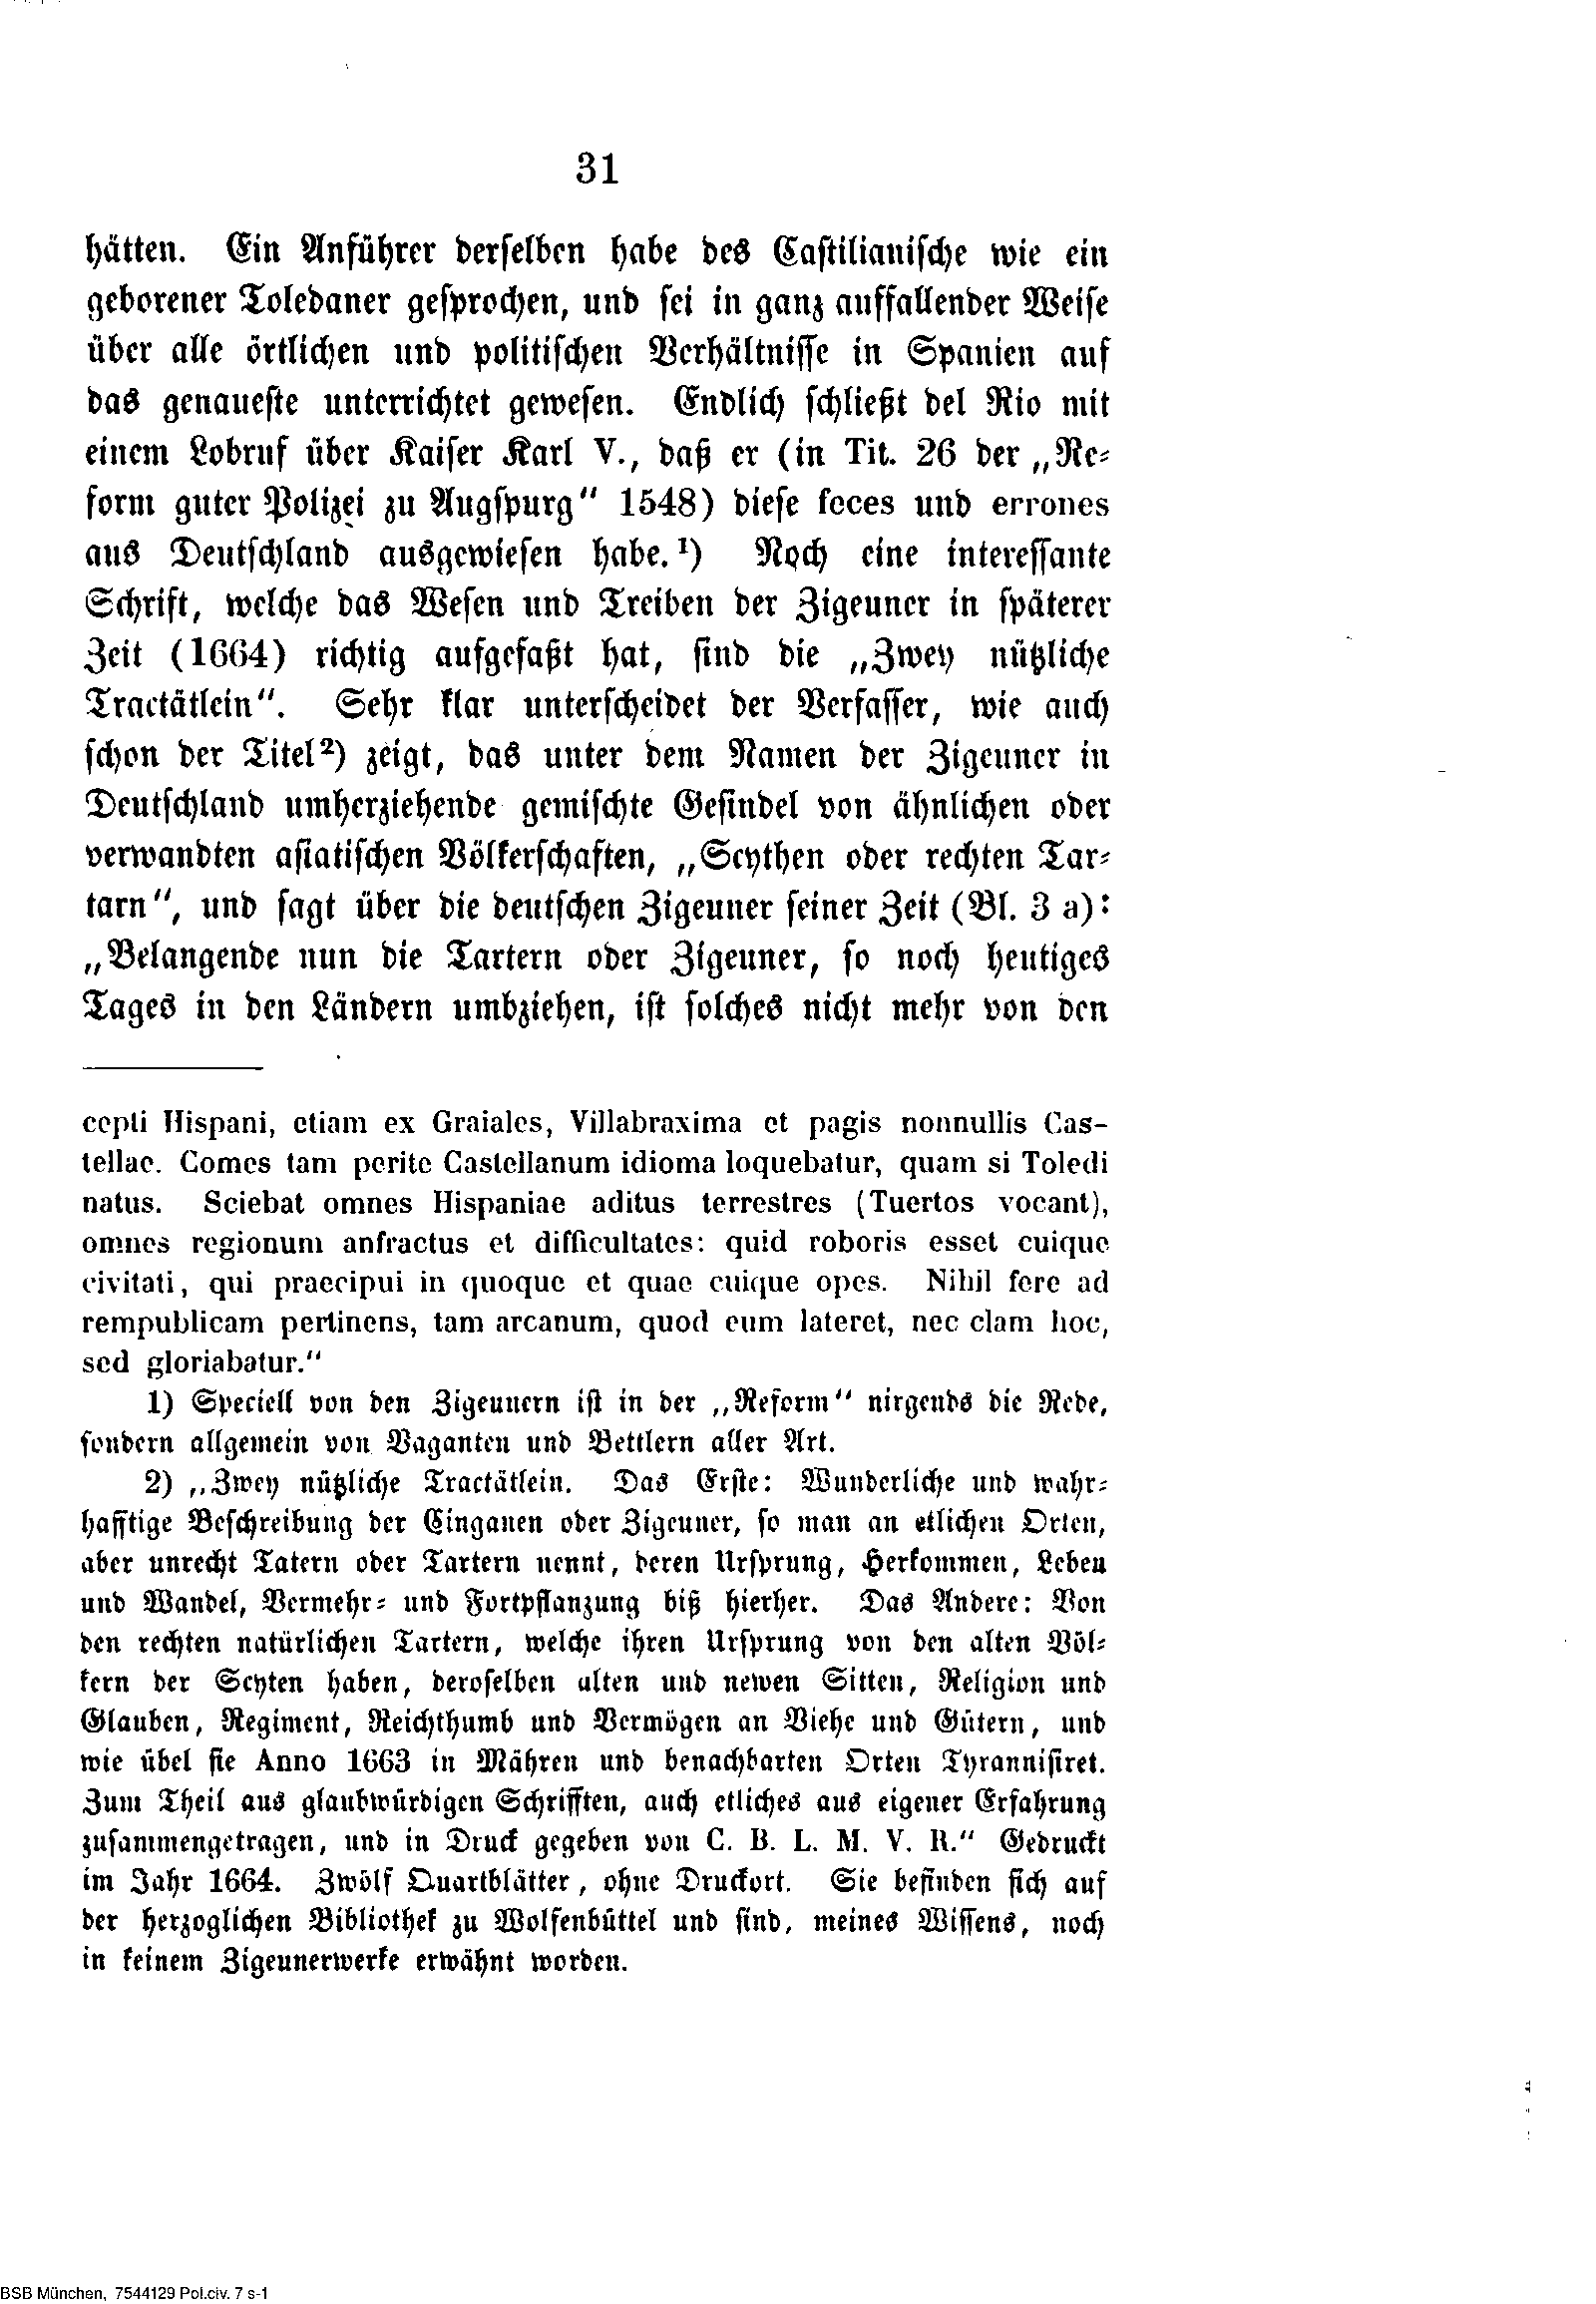 31
hätten. Ein Anführer derselben habe des Castilianische wie ein
geborener Toledaner gesprochen, und sei in ganz auffallender Weise
über alle örtlichen und politischen Verhältnisse in Spanien auf
das genaueste unterrichtet gewesen. Endlich schließt del Rio mit
einem Lobruf über Kaiser Karl V., daß er (in Tit. 26 der „Re-
form guter Polizei zu Augspurg“ 1548) diese feces und errones
aus Deutschland ausgewiesen habe.¹) Noch eine interessante
Schrift, welche das Wesen und Treiben der Zigeuner in späterer
Zeit (1664) richtig aufgefaßt hat, sind die „Zwey nützliche
Tractätlein“. Sehr klar unterscheidet der Verfasser, wie auch
schon der Titel²) zeigt, das unter dem Namen der Zigeuner in
Deutschland umherziehende gemischte Gesindel von ähnlichen oder
verwandten asiatischen Völkerschaften, „Scythen oder rechten Tar-
tarn“, und sagt über die deutschen Zigeuner seiner Zeit (Bl. 3 a):
„Belangende nun die Tartern oder Zigeuner, so noch heutiges
Tages in den Ländern umbziehen, ist solches nicht mehr von den
cepti Hispani, etiam ex Graiales, Villabraxima et pagis nonnullis Cas-
tellae. Comes tam perite Castellanum idioma loquebatur, quam si Toledi
natus. Sciebat omnes Hispaniae aditus terrestres (Tuertos vocant),
omnes regionum anfractus et difficultates: quid roboris esset cuique
civitati, qui praecipui in quoque et quae cuique opes. Nihil fere ad
rempublicam pertinens, tam arcanum, quod eum lateret, nec clam hoc,
sed gloriabatur.“
1) Speciell von den Zigeunern ist in der „Reform“ nirgends die Rede,
sondern allgemein von Vaganten und Bettlern aller Art.
2) „Zwey nützliche Tractätlein. Das Erste: Wunderliche und wahr-
hafftige Beschreibung der Cinganen oder Zigeuner, so man an etlichen Orten,
aber unrecht Tatern oder Tartern nennt, deren Ursprung, Herkommen, Leben
und Wandel, Vermehr- und Fortpflanzung biß hierher. Das Andere: Von
den rechten natürlichen Tartern, welche ihren Ursprung von den alten Völ-
kern der Scyten haben, deroselben alten und newen Sitten, Religion und
Glauben, Regiment, Reichthumb und Vermögen an Viehe und Gütern, und
wie übel sie Anno 1663 in Mähren und benachbarten Orten Tyrannisiret.
Zum Theil aus glaubwürdigen Schrifften, auch etliches aus eigener Erfahrung
zusammengetragen, und in Druck gegeben von C. B. L. M. V. R.“ Gedruckt
im Jahr 1664. Zwölf Quartblätter, ohne Druckort. Sie befinden sich auf
der herzoglichen Bibliothek zu Wolfenbüttel und sind, meines Wissens, noch
in keinem Zigeunerwerke erwähnt worden.
BSB München, 7544129 Pol.civ. 7 s-1